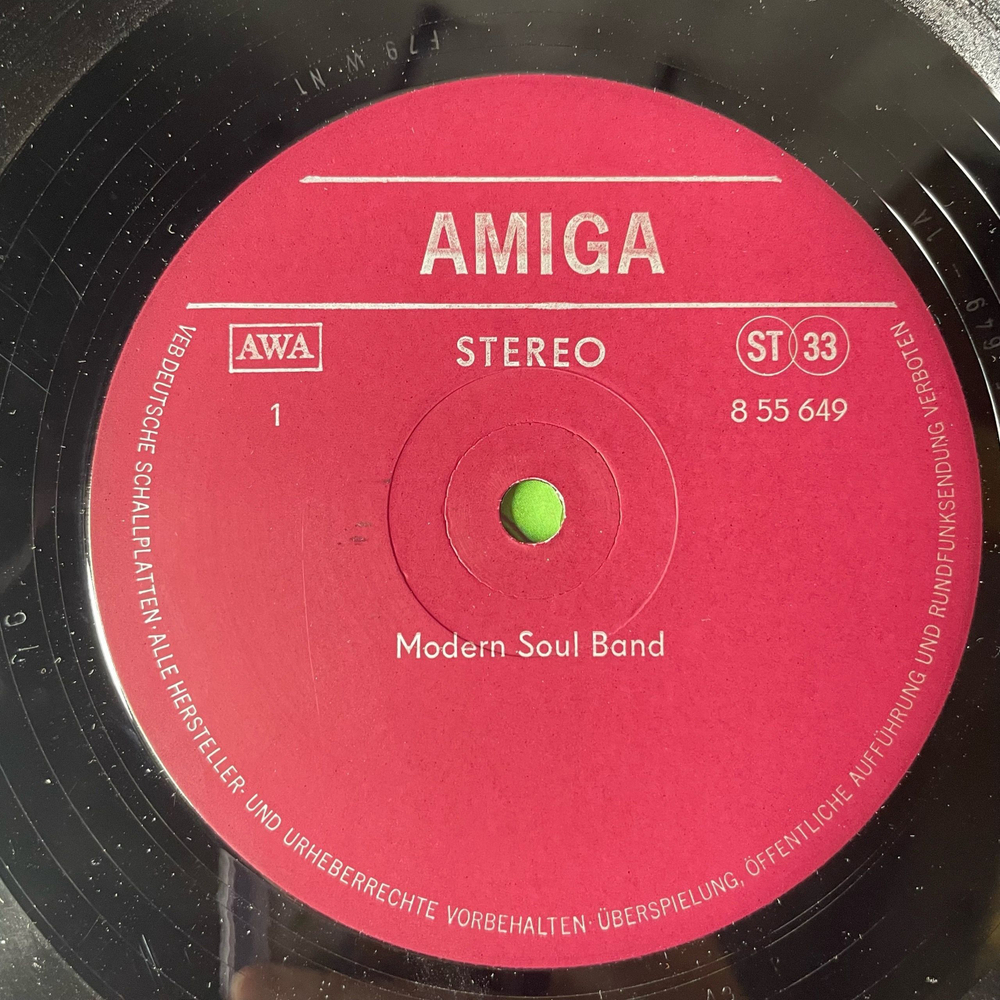 AMIGA
AWA
STEREO
ST 33
1
8 55 649
Modern Soul Band
VEB DEUTSCHE SCHALLPLATTEN · ALLE HERSTELLER- UND URHEBERRECHTE VORBEHALTEN · ÜBERSPIELUNG, ÖFFENTLICHE AUFFÜHRUNG UND RUNDFUNKSENDUNG VERBOTEN